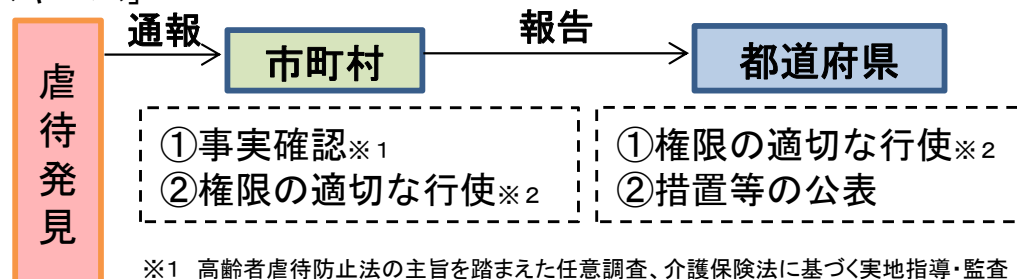 虐待発見
通報
市町村
報告
都道府県
①事実確認※1
②権限の適切な行使※2
①権限の適切な行使※2
②措置等の公表
※1 高齢者虐待防止法の主旨を踏まえた任意調査、介護保険法に基づく実地指導・監査